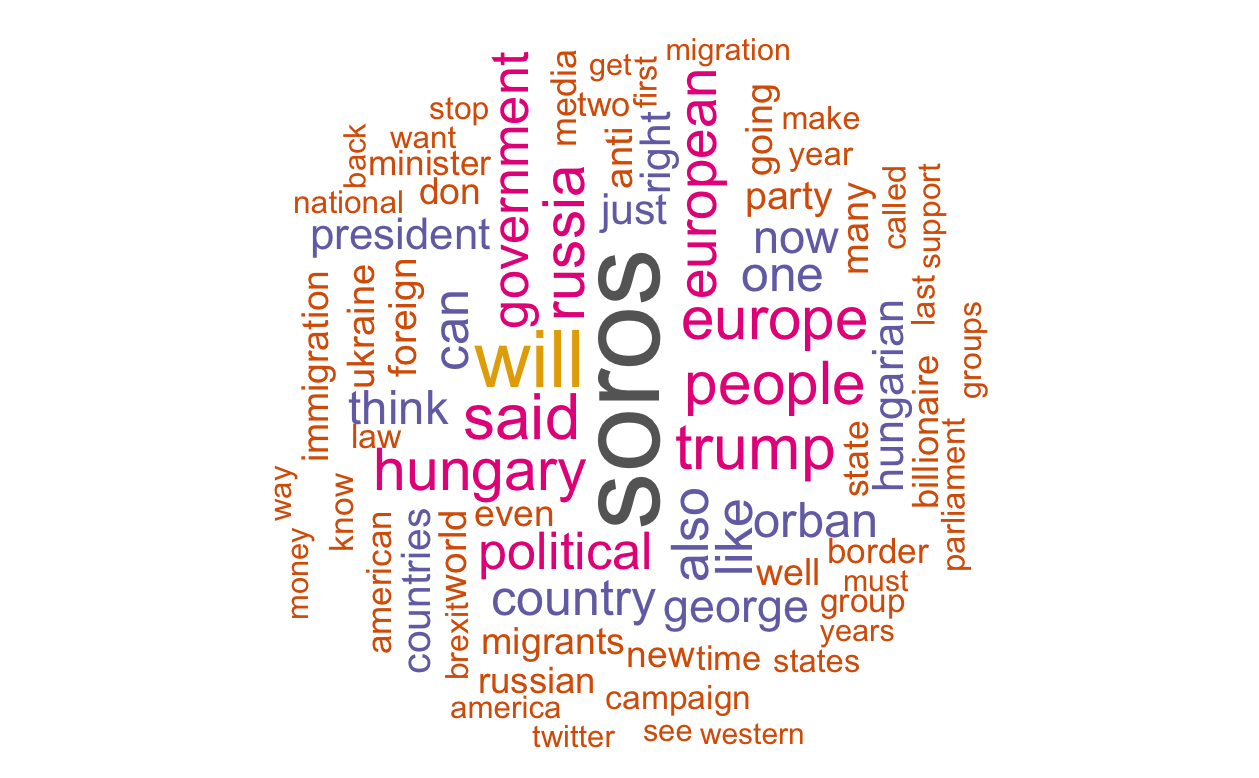 migration
get
first
media
two
stop
government
european
want
back
minister
anti
right
going
make
year
national
don
russia
just
party
many
called
support
president
now
one
immigration
ukraine
foreign
can
soros
europe
hungarian
last
groups
will
think
said
people
billionaire
law
hungary
trump
state
parliament
way
know
even
also
like
orban
money
american
countries
world
political
border
well
must
brexit
country
george
group
years
migrants
new
time
states
russian
america
campaign
twitter
see
western